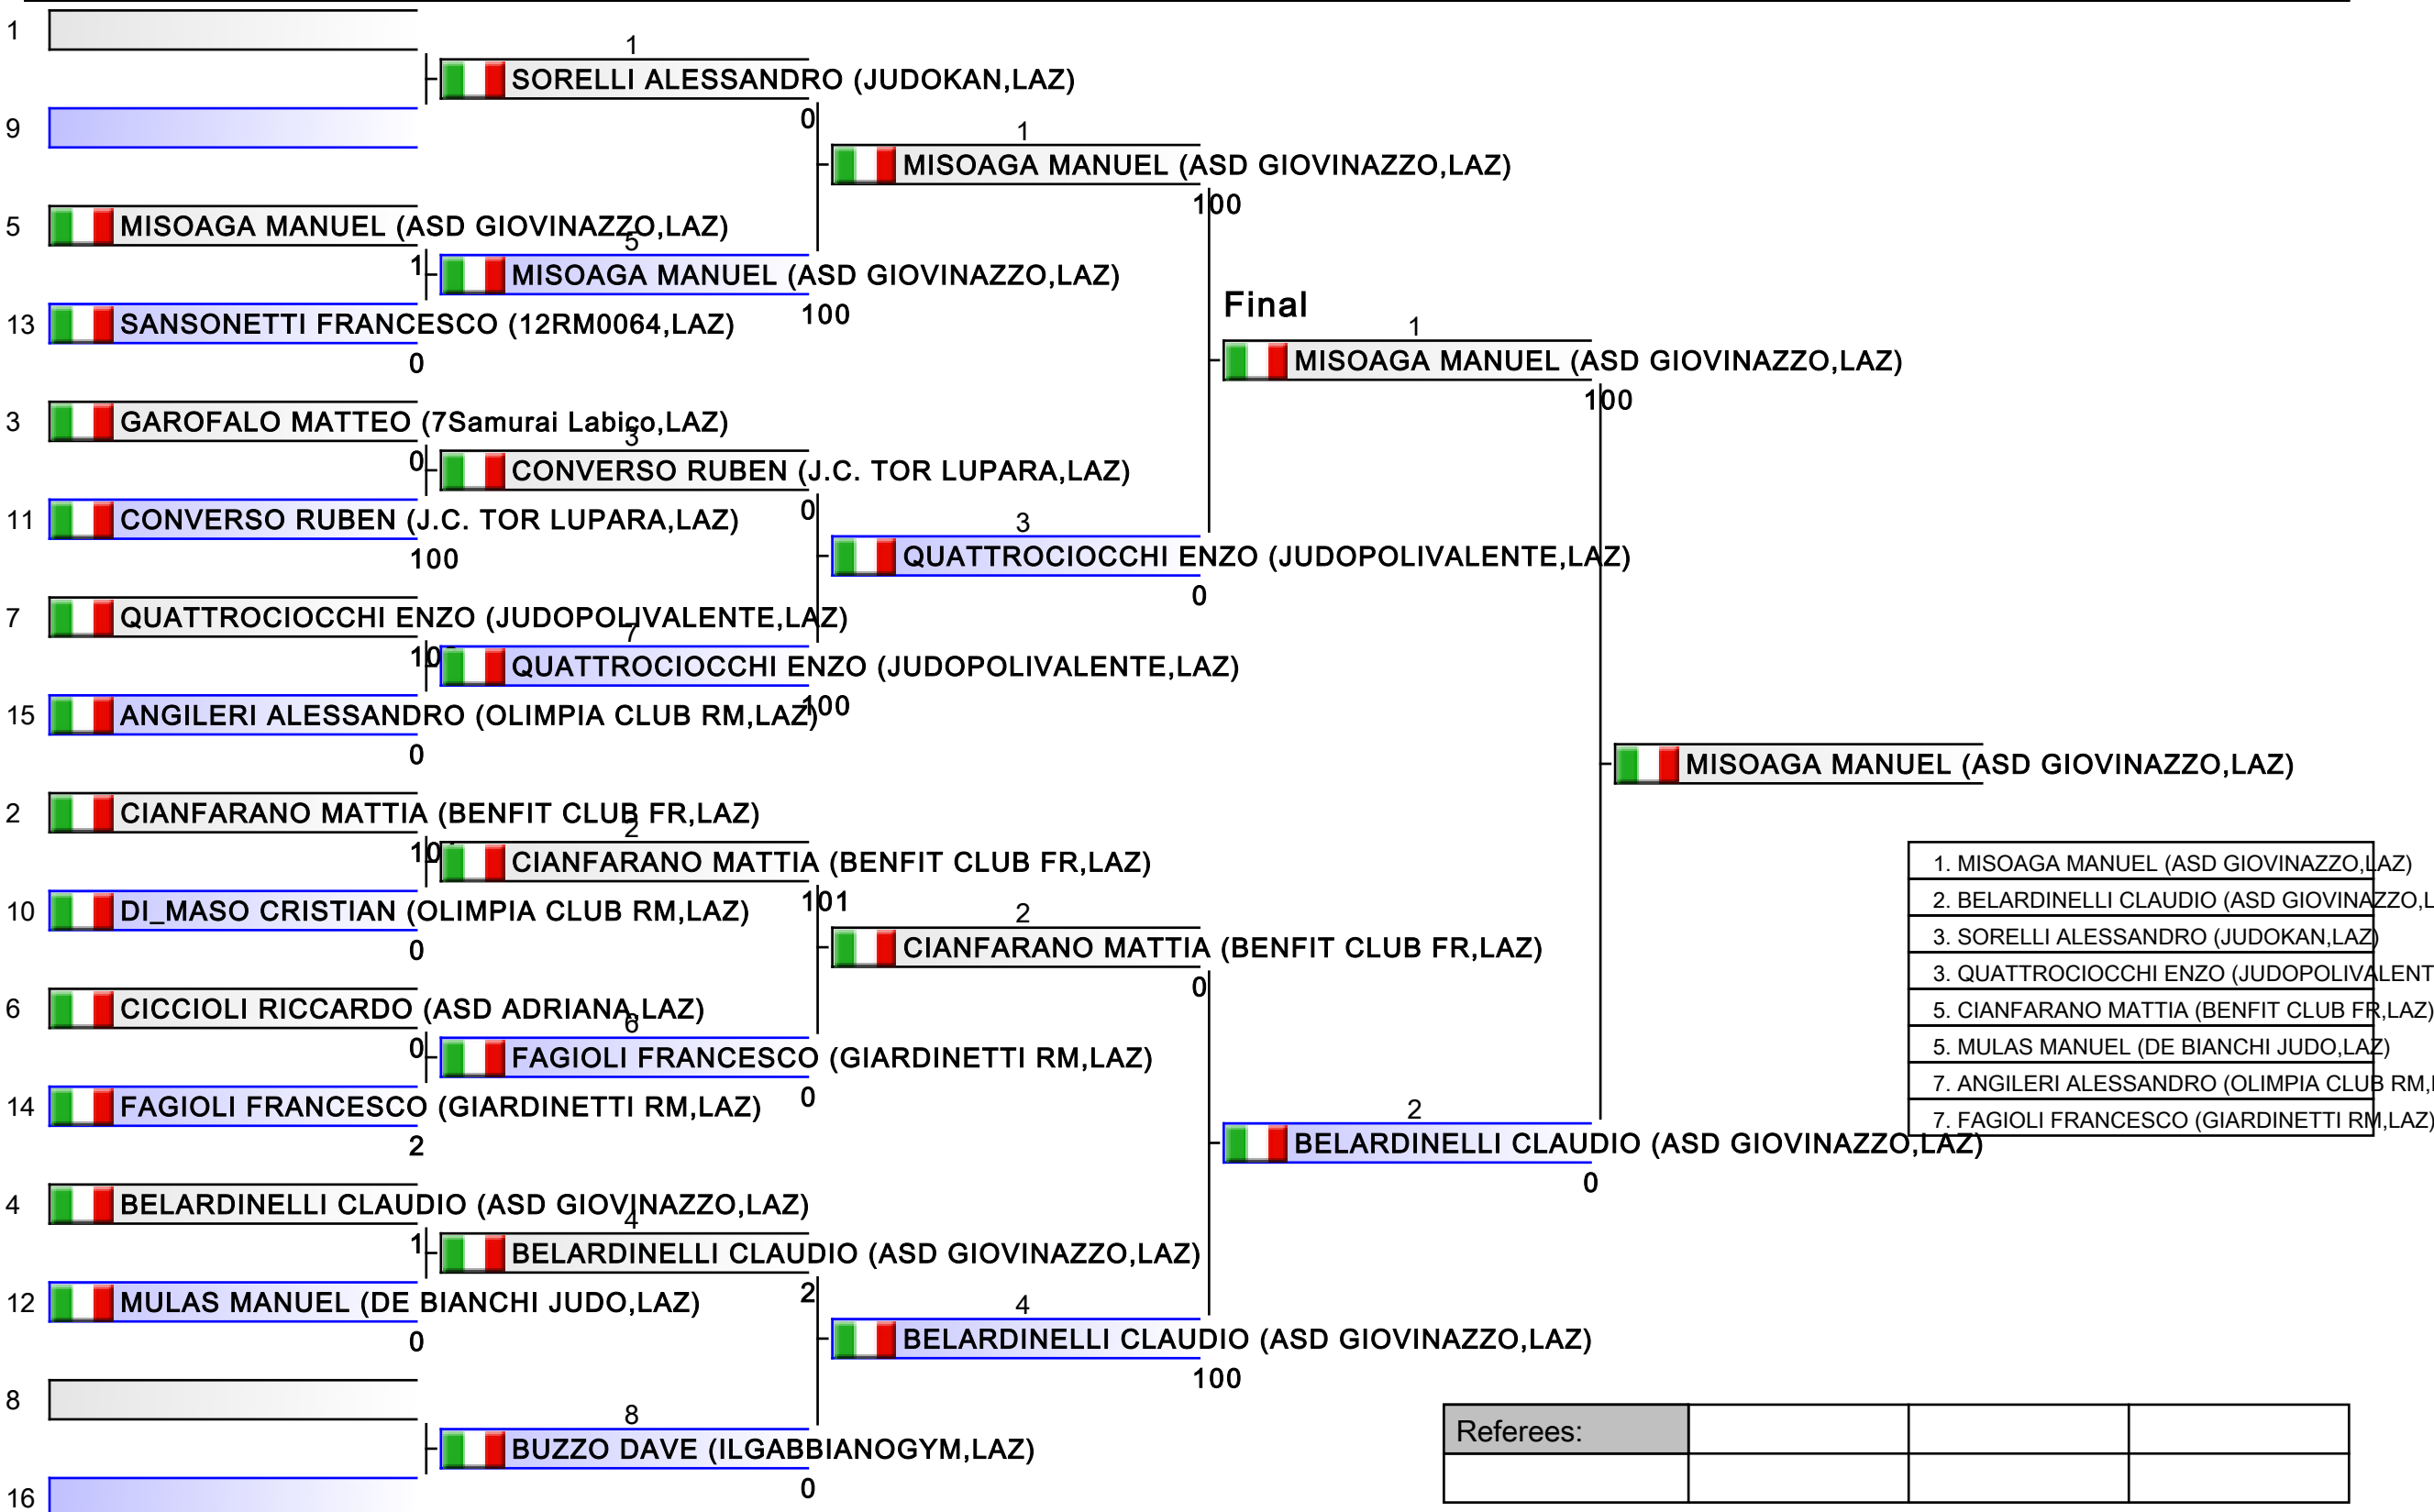 1
1
SORELLI ALESSANDRO (JUDOKAN,LAZ)
0
9
1
MISOAGA MANUEL (ASD GIOVINAZZO,LAZ)
100
5
MISOAGA MANUEL (ASD GIOVINAZZO,LAZ)
1
5
MISOAGA MANUEL (ASD GIOVINAZZO,LAZ)
100
13
SANSONETTI FRANCESCO (12RM0064,LAZ)
0
Final
1
MISOAGA MANUEL (ASD GIOVINAZZO,LAZ)
100
3
GAROFALO MATTEO (7Samurai Labico,LAZ)
0
3
CONVERSO RUBEN (J.C. TOR LUPARA,LAZ)
0
11
CONVERSO RUBEN (J.C. TOR LUPARA,LAZ)
100
3
QUATTROCIOCCHI ENZO (JUDOPOLIVALENTE,LAZ)
0
7
QUATTROCIOCCHI ENZO (JUDOPOLIVALENTE,LAZ)
7
QUATTROCIOCCHI ENZO (JUDOPOLIVALENTE,LAZ)
100
15
ANGILERI ALESSANDRO (OLIMPIA CLUB RM,LAZ)
0
MISOAGA MANUEL (ASD GIOVINAZZO,LAZ)
2
CIANFARANO MATTIA (BENFIT CLUB FR,LAZ)
2
CIANFARANO MATTIA (BENFIT CLUB FR,LAZ)
101
10
DI_MASO CRISTIAN (OLIMPIA CLUB RM,LAZ)
0
2
CIANFARANO MATTIA (BENFIT CLUB FR,LAZ)
0
6
CICCIOLI RICCARDO (ASD ADRIANA,LAZ)
0
6
FAGIOLI FRANCESCO (GIARDINETTI RM,LAZ)
0
14
FAGIOLI FRANCESCO (GIARDINETTI RM,LAZ)
2
2
BELARDINELLI CLAUDIO (ASD GIOVINAZZO,LAZ)
0
4
BELARDINELLI CLAUDIO (ASD GIOVINAZZO,LAZ)
1
4
BELARDINELLI CLAUDIO (ASD GIOVINAZZO,LAZ)
2
12
MULAS MANUEL (DE BIANCHI JUDO,LAZ)
0
4
BELARDINELLI CLAUDIO (ASD GIOVINAZZO,LAZ)
100
8
8
BUZZO DAVE (ILGABBIANOGYM,LAZ)
0
16
1. MISOAGA MANUEL (ASD GIOVINAZZO,LAZ)
2. BELARDINELLI CLAUDIO (ASD GIOVINAZZO,L
3. SORELLI ALESSANDRO (JUDOKAN,LAZ)
3. QUATTROCIOCCHI ENZO (JUDOPOLIVALENT
5. CIANFARANO MATTIA (BENFIT CLUB FR,LAZ)
5. MULAS MANUEL (DE BIANCHI JUDO,LAZ)
7. ANGILERI ALESSANDRO (OLIMPIA CLUB RM,
7. FAGIOLI FRANCESCO (GIARDINETTI RM,LAZ)
Referees: